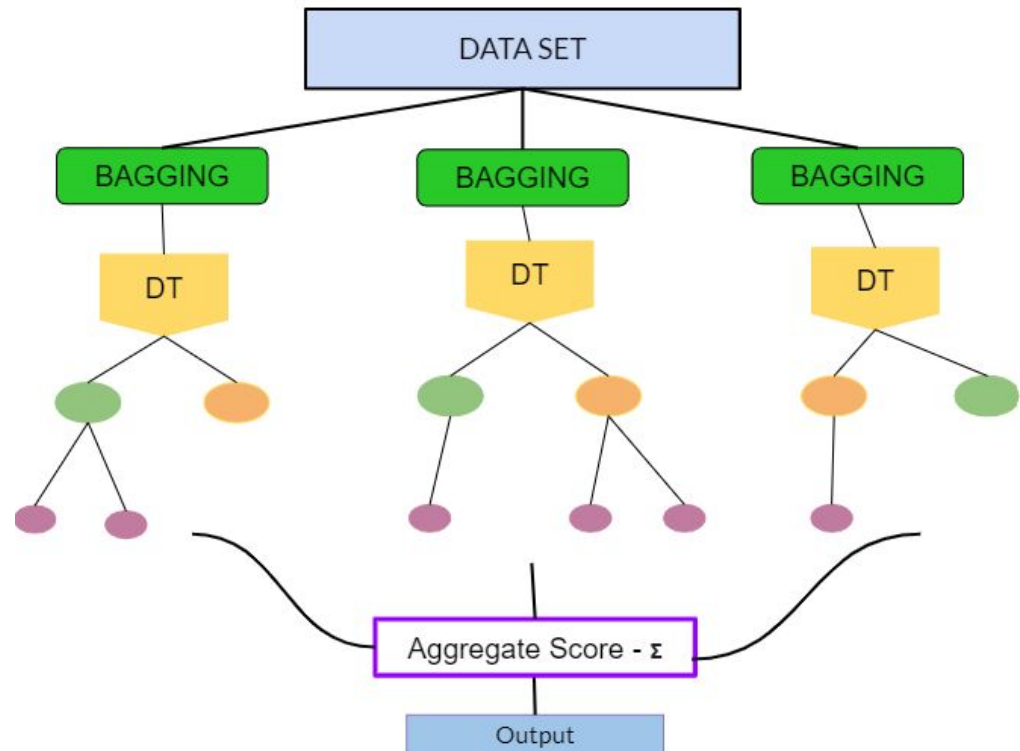 DATA SET
BAGGING
BAGGING
BAGGING
DT
DT
DT
Aggregate Score - Σ
Output